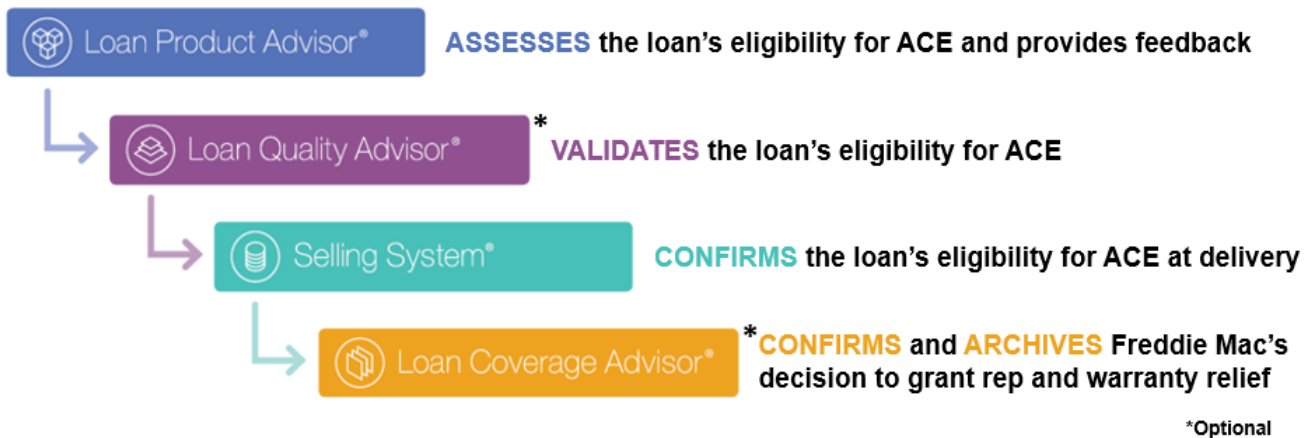 Loan Product Advisor® ASSESSES the loan's eligibility for ACE and provides feedback
Loan Quality Advisor® * VALIDATES the loan's eligibility for ACE
Selling System® CONFIRMS the loan's eligibility for ACE at delivery
Loan Coverage Advisor® * CONFIRMS and ARCHIVES Freddie Mac's
decision to grant rep and warranty relief
*Optional